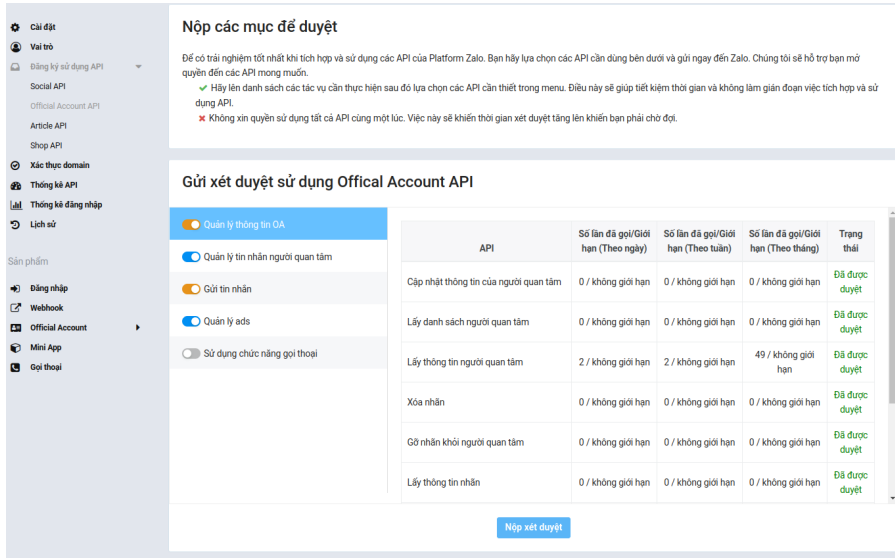 Cài đặt
Vai trò
Đăng ký sử dụng API
Social API
Official Account API
Article API
Shop API
Xác thực domain
Thống kê API
Thống kê đăng nhập
Lịch sử
Sản phẩm
Đăng nhập
Webhook
Official Account
Mini App
Gọi thoại
Nộp các mục để duyệt
Để có trải nghiệm tốt nhất khi tích hợp và sử dụng các API của Platform Zalo. Bạn hãy lựa chọn các API cần dùng bên dưới và gửi ngay đến Zalo. Chúng tôi sẽ hỗ trợ bạn mở
quyền đến các API mong muốn.
Hãy lên danh sách các tác vụ cần thực hiện sau đó lựa chọn các API cần thiết trong menu. Điều này sẽ giúp tiết kiệm thời gian và không làm gián đoạn việc tích hợp và sử
dụng API.
Không xin quyền sử dụng tất cả API cùng một lúc. Việc này sẽ khiến thời gian xét duyệt tăng lên khiến bạn phải chờ đợi.
Gửi xét duyệt sử dụng Offical Account API
Quản lý thông tin OA
Quản lý tin nhắn người quan tâm
Gửi tin nhắn
Quản lý ads
Sử dụng chức năng gọi thoại
API
Số lần đã gọi/Giới
hạn (Theo ngày)
Số lần đã gọi/Giới
hạn (Theo tuần)
Số lần đã gọi/Giới
hạn (Theo tháng)
Trạng
thái
Cập nhật thông tin của người quan tâm
0 / không giới hạn
0 / không giới hạn
0 / không giới hạn
Đã được
duyệt
Lấy danh sách người quan tâm
0 / không giới hạn
0 / không giới hạn
0 / không giới hạn
Đã được
duyệt
Lấy thông tin người quan tâm
2 / không giới hạn
2 / không giới hạn
49 / không giới
hạn
Đã được
duyệt
Xóa nhãn
0 / không giới hạn
0 / không giới hạn
0 / không giới hạn
Đã được
duyệt
Gỡ nhãn khỏi người quan tâm
0 / không giới hạn
0 / không giới hạn
0 / không giới hạn
Đã được
duyệt
Lấy thông tin nhãn
0 / không giới hạn
0 / không giới hạn
0 / không giới hạn
Đã được
duyệt
Nộp xét duyệt